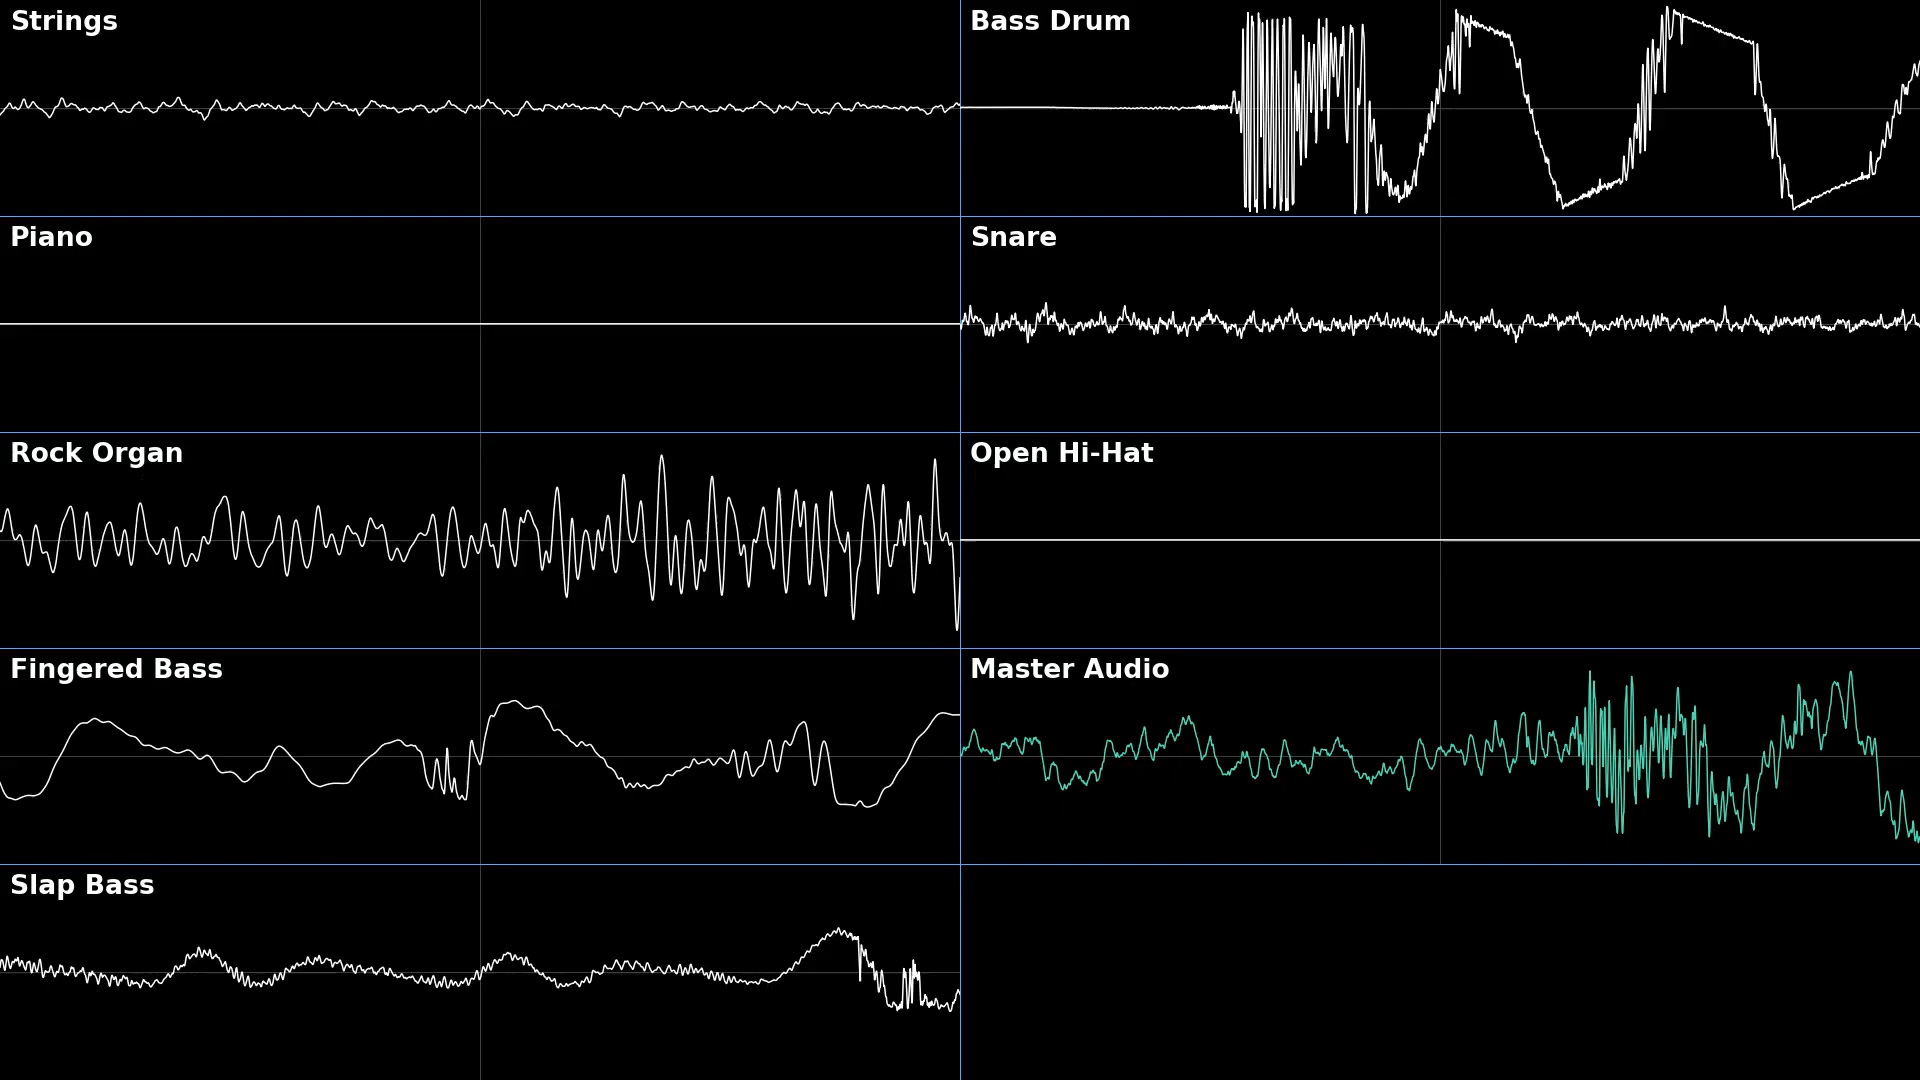 Strings
Bass Drum
Piano
Snare
Rock Organ
Open Hi-Hat
Fingered Bass
Master Audio
Slap Bass